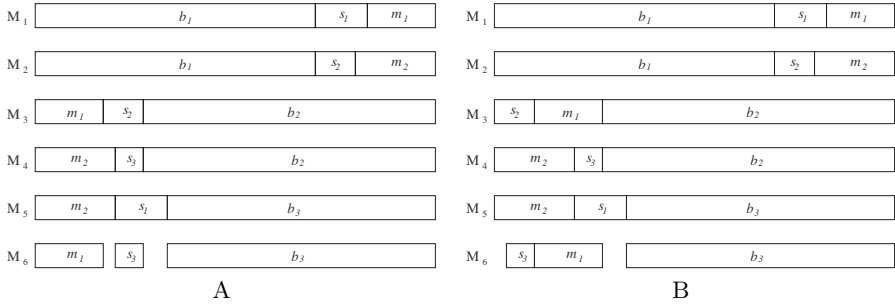 M1 b1 s1 m1
M2 b1 s2 m2
M3 m1 s2 b2
M4 m2 s3 b2
M5 m2 s1 b3
M6 m1 s3 b3
A
M1 b1 s1 m1
M2 b1 s2 m2
M3 s2 m1 b2
M4 m2 s3 b2
M5 m2 s1 b3
M6 s3 m1 b3
B